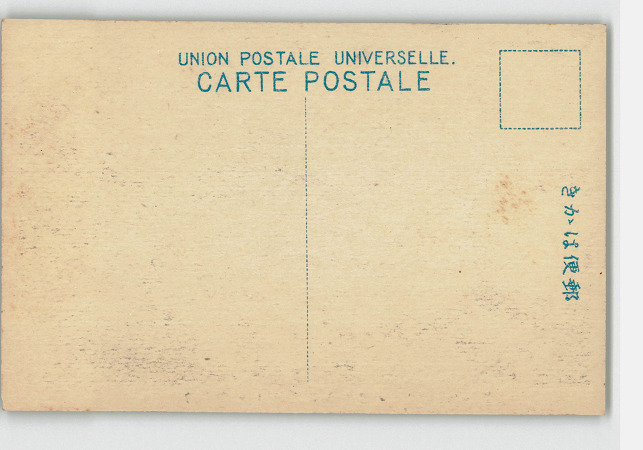 UNION POSTALE UNIVERSELLE.
CARTE POSTALE
きかは便郵